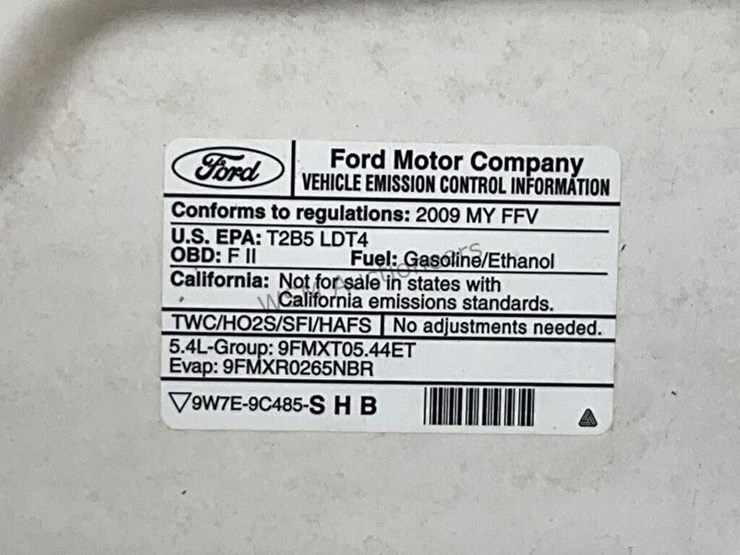 Ford
Ford Motor Company
VEHICLE EMISSION CONTROL INFORMATION
Conforms to regulations: 2009 MY FFV
U.S. EPA: T2B5 LDT4
OBD: F II Fuel: Gasoline/Ethanol
California: Not for sale in states with
California emissions standards.
TWC/HO2S/SFI/HAFS No adjustments needed.
5.4L-Group: 9FMXT05.44ET
Evap: 9FMXR0265NBR
▽9W7E-9C485-S H B